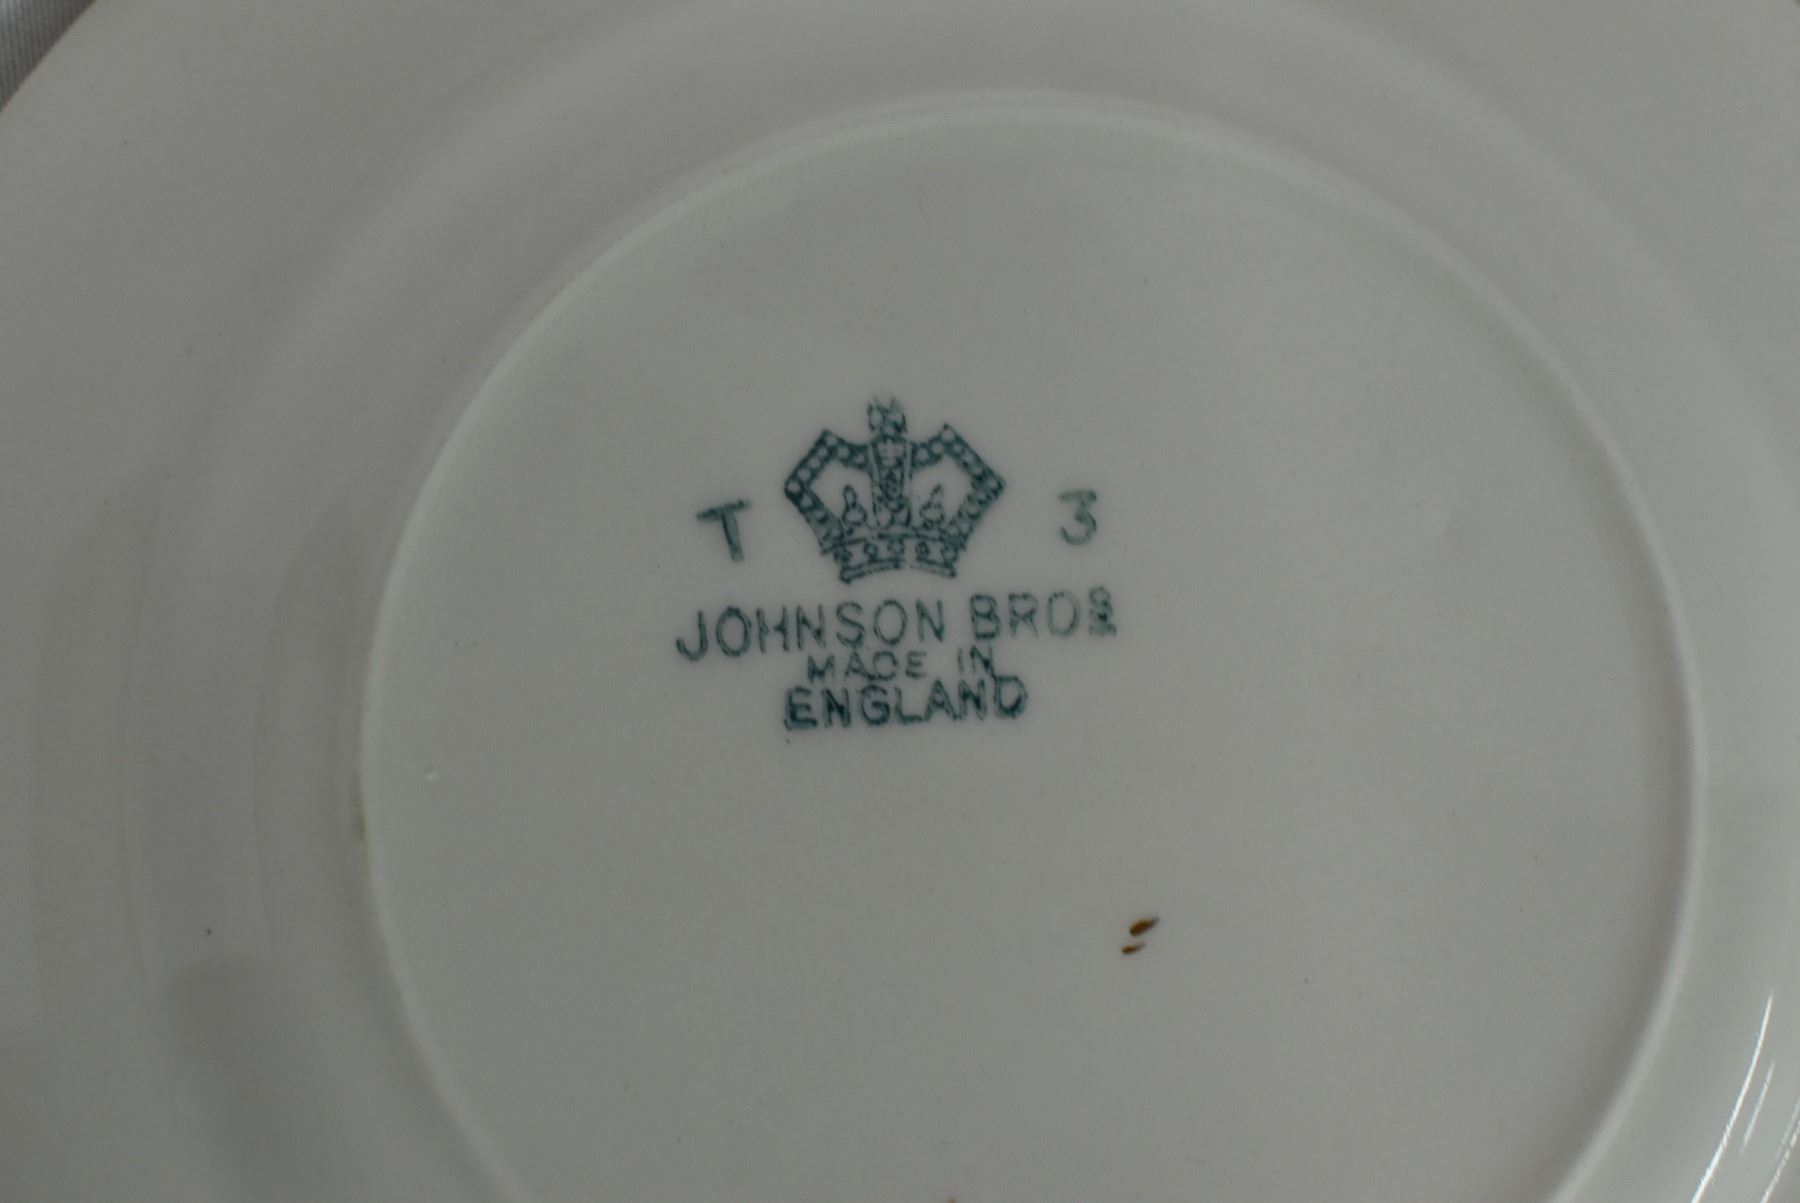 T 3
JOHNSON BROS
MADE IN
ENGLAND